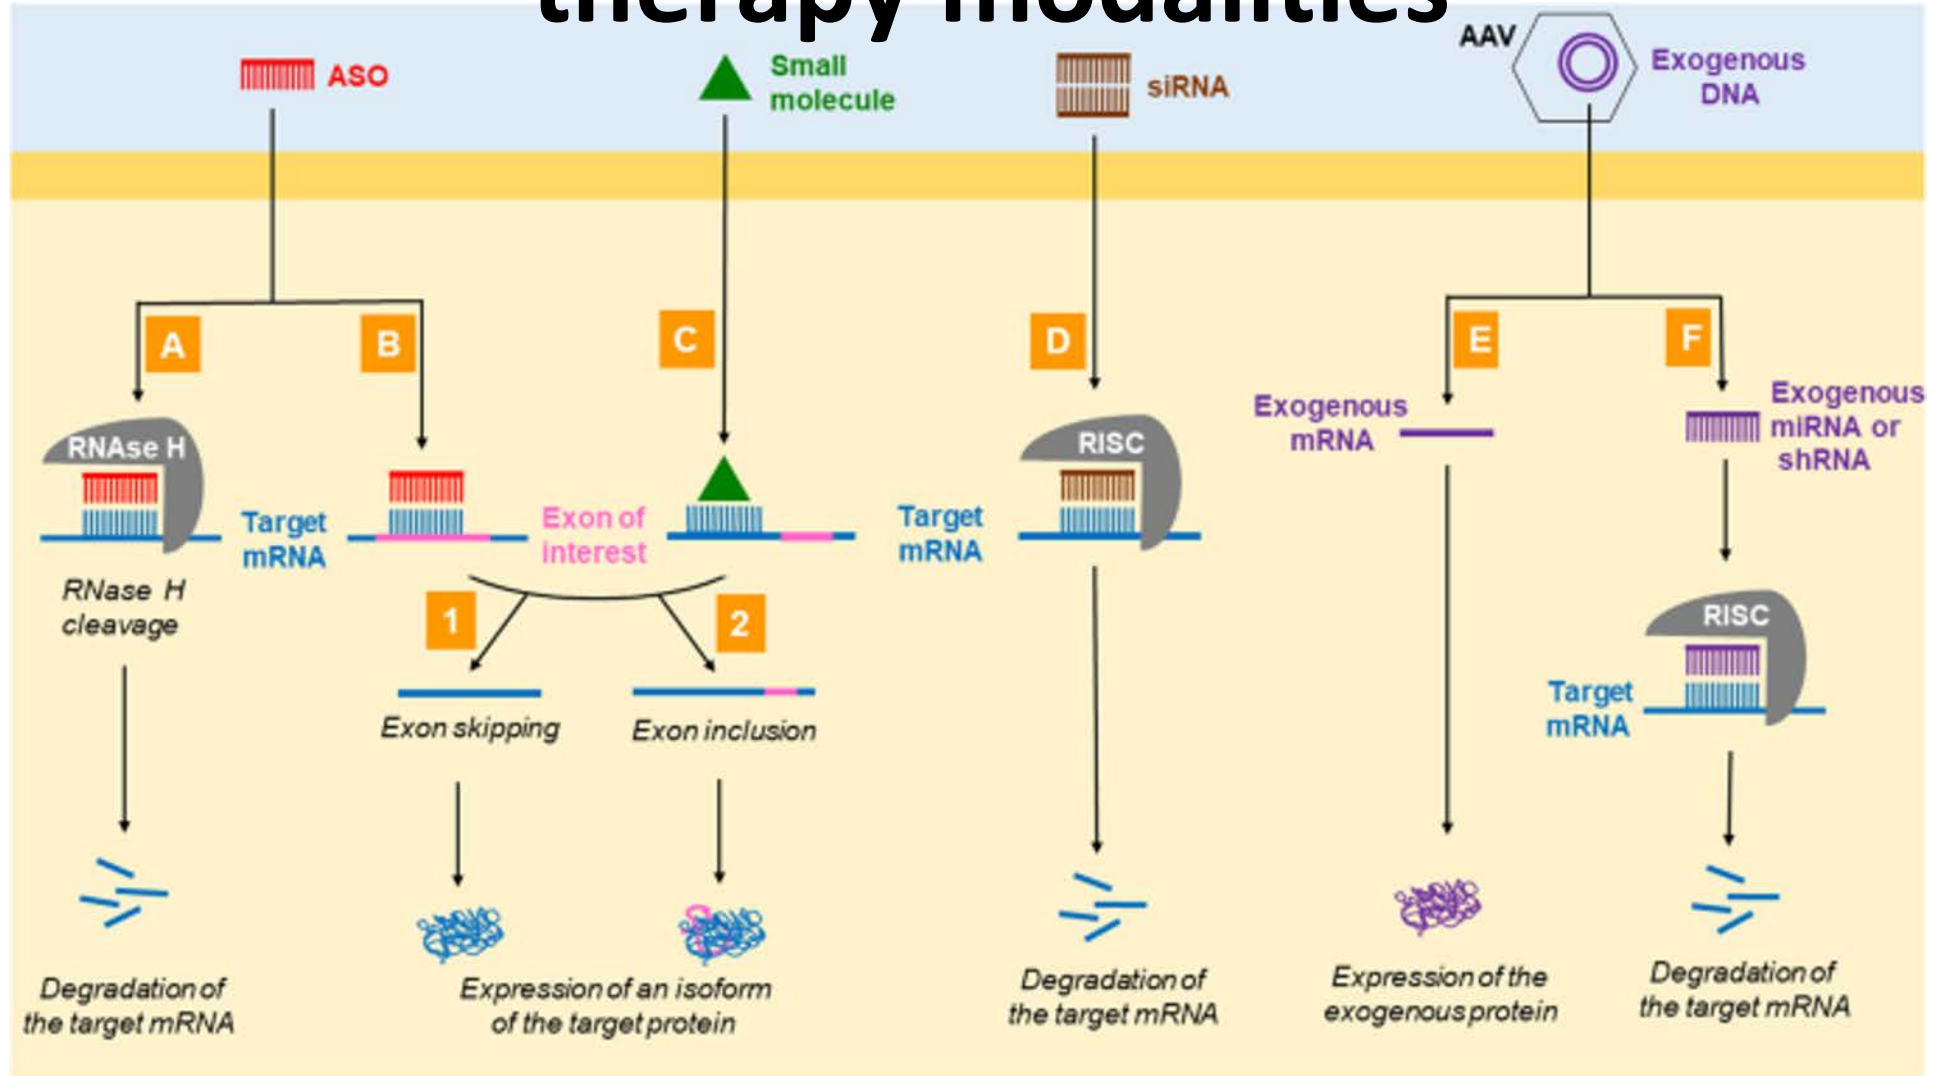 therapy modalities
ASO
Small
molecule
siRNA
AAV
Exogenous
DNA
A
B
C
D
E
F
RNAse H
Target
mRNA
Exon of
interest
Target
mRNA
RISC
Exogenous
mRNA
Exogenous
miRNA or
shRNA
RNase H
cleavage
1
2
Exon skipping
Exon inclusion
RISC
Target
mRNA
Degradation of
the target mRNA
Expression of an isoform
of the target protein
Degradation of
the target mRNA
Expression of the
exogenous protein
Degradation of
the target mRNA